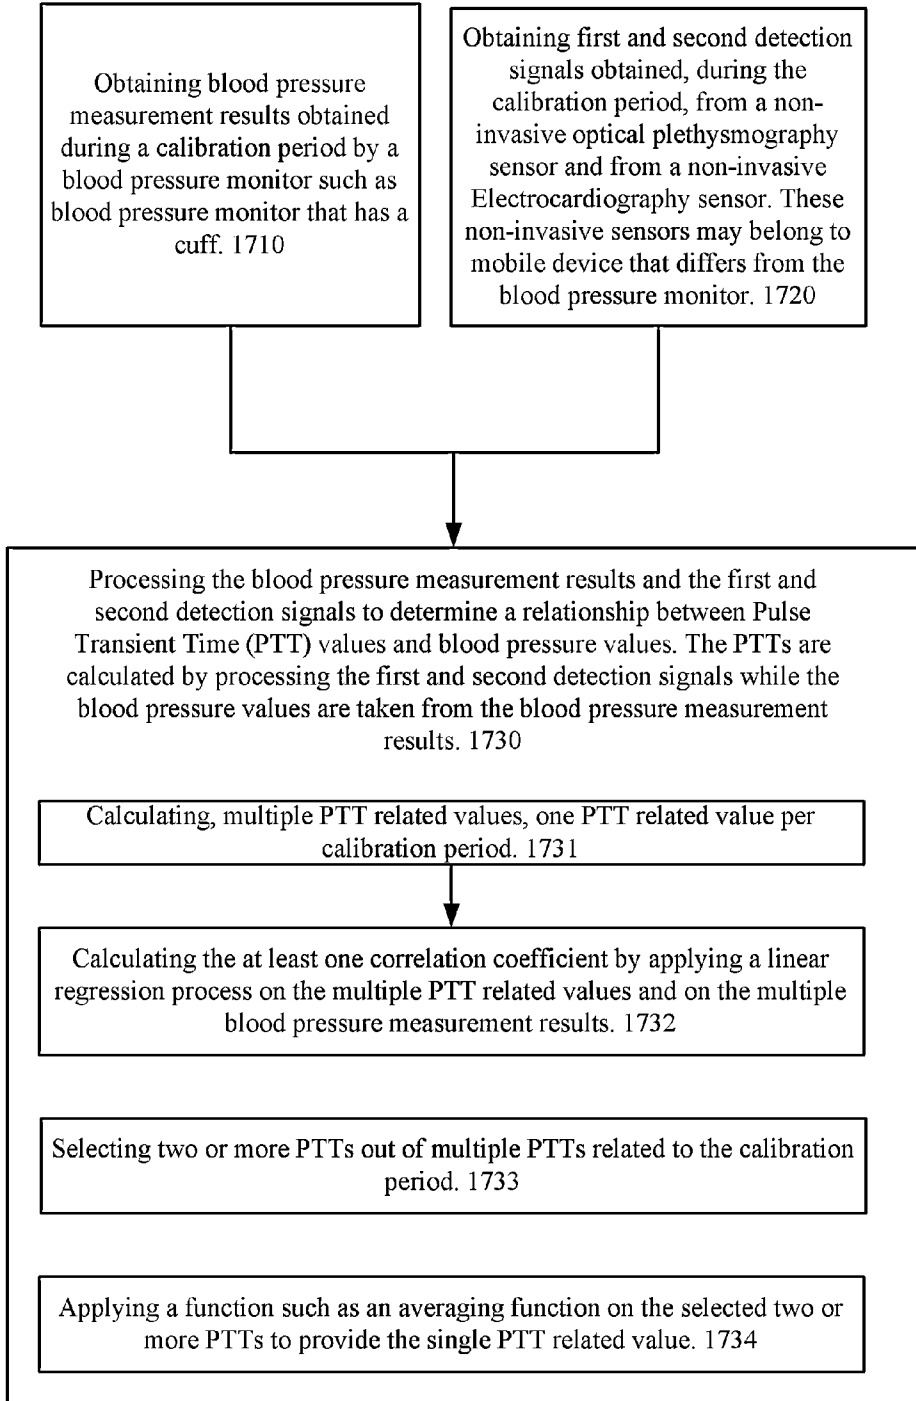 Obtaining blood pressure
measurement results obtained
during a calibration period by a
blood pressure monitor such as
blood pressure monitor that has a
cuff. 1710
Obtaining first and second detection
signals obtained, during the
calibration period, from a non-
invasive optical plethysmography
sensor and from a non-invasive
Electrocardiography sensor. These
non-invasive sensors may belong to
mobile device that differs from the
blood pressure monitor. 1720
Processing the blood pressure measurement results and the first and
second detection signals to determine a relationship between Pulse
Transient Time (PTT) values and blood pressure values. The PTTs are
calculated by processing the first and second detection signals while the
blood pressure values are taken from the blood pressure measurement
results. 1730
Calculating, multiple PTT related values, one PTT related value per
calibration period. 1731
Calculating the at least one correlation coefficient by applying a linear
regression process on the multiple PTT related values and on the multiple
blood pressure measurement results. 1732
Selecting two or more PTTs out of multiple PTTs related to the calibration
period. 1733
Applying a function such as an averaging function on the selected two or
more PTTs to provide the single PTT related value. 1734